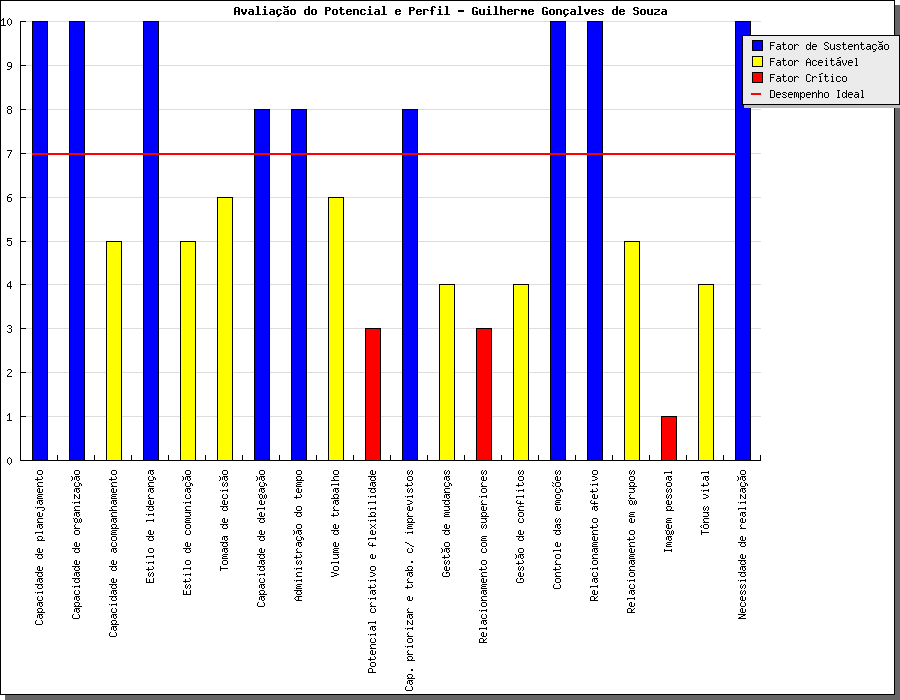 Avaliação do Potencial e Perfil - Guilherme Gonçalves de Souza
Fator de Sustentação
Fator Aceitável
Fator Crítico
Desempenho Ideal
10
9
8
7
6
5
4
3
2
1
0
Capacidade de planejamento
Capacidade de organização
Capacidade de acompanhamento
Estilo de liderança
Estilo de comunicação
Tomada de decisão
Capacidade de delegação
Administração do tempo
Volume de trabalho
Potencial criativo e flexibilidade
Cap. priorizar e trab. c/ imprevistos
Gestão de mudanças
Relacionamento com superiores
Gestão de conflitos
Controle das emoções
Relacionamento afetivo
Relacionamento em grupos
Imagem pessoal
Tônus vital
Necessidade de realização